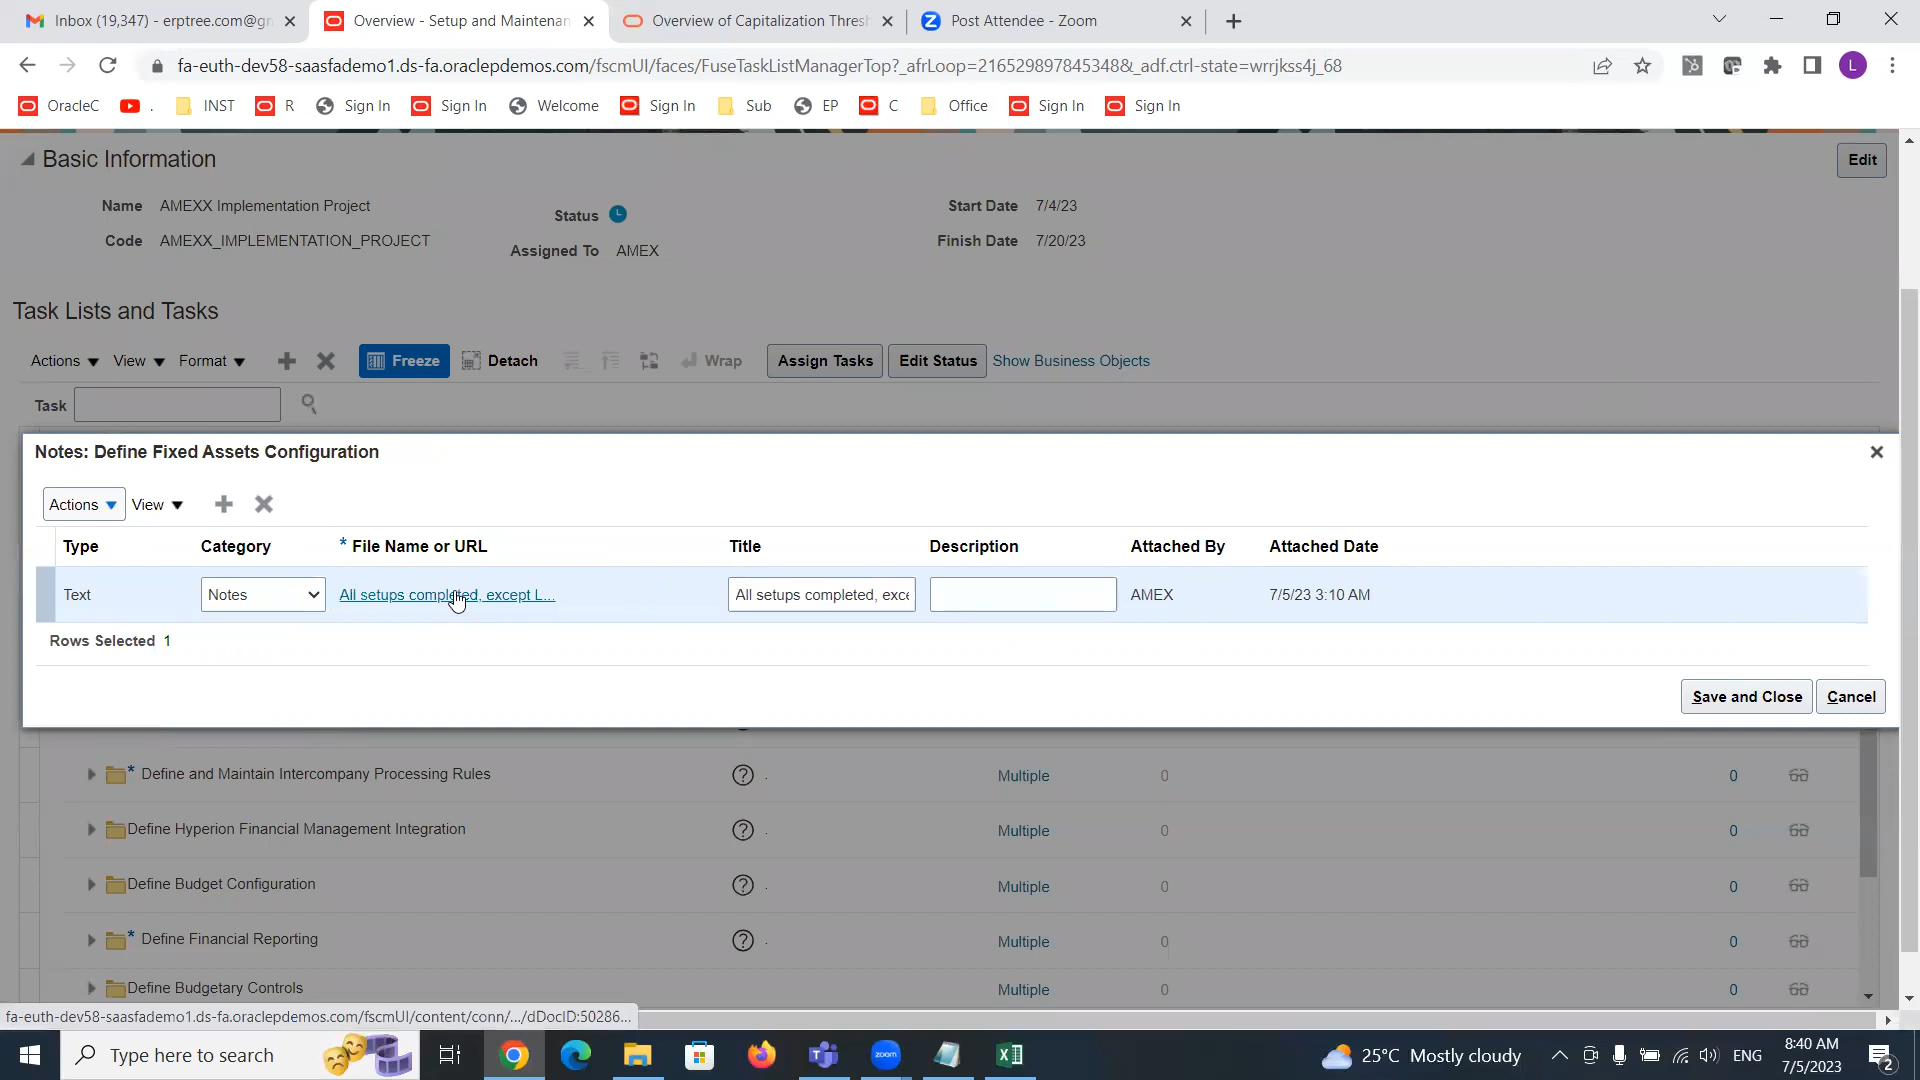 Inbox (19,347) - erptree.com@gm
Overview - Setup and Maintenan
Overview of Capitalization Thresh
Post Attendee - Zoom
fa-euth-dev58-saasfademo1.ds-fa.oraclepdemos.com/fscmUI/faces/FuseTaskListManagerTop?_afrLoop=216529897845348&_adf.ctrl-state=wrrjkss4j_68
L
OracleC
.
INST
R
Sign In
Sign In
Welcome
Sign In
Sub
EP
C
Office
Sign In
Sign In
Basic Information
Edit
Name AMEXX Implementation Project
Status
Start Date 7/4/23
Code AMEXX_IMPLEMENTATION_PROJECT
Assigned To AMEX
Finish Date 7/20/23
Task Lists and Tasks
Actions View Format Freeze Detach Wrap Assign Tasks Edit Status Show Business Objects
Task
Notes: Define Fixed Assets Configuration
Actions View
Type Category * File Name or URL Title Description Attached By Attached Date
Text Notes All setups completed, except L... All setups completed, exce AMEX 7/5/23 3:10 AM
Rows Selected 1
Save and Close Cancel
* Define and Maintain Intercompany Processing Rules ? . Multiple 0 0
Define Hyperion Financial Management Integration ? . Multiple 0 0
Define Budget Configuration ? . Multiple 0 0
* Define Financial Reporting ? . Multiple 0 0
Define Budgetary Controls Multiple 0 0
fa-euth-dev58-saasfademo1.ds-fa.oraclepdemos.com/fscmUI/content/conn/.../dDocID:50286...
Type here to search
zoom
25°C Mostly cloudy
ENG
8:40 AM
7/5/2023
2